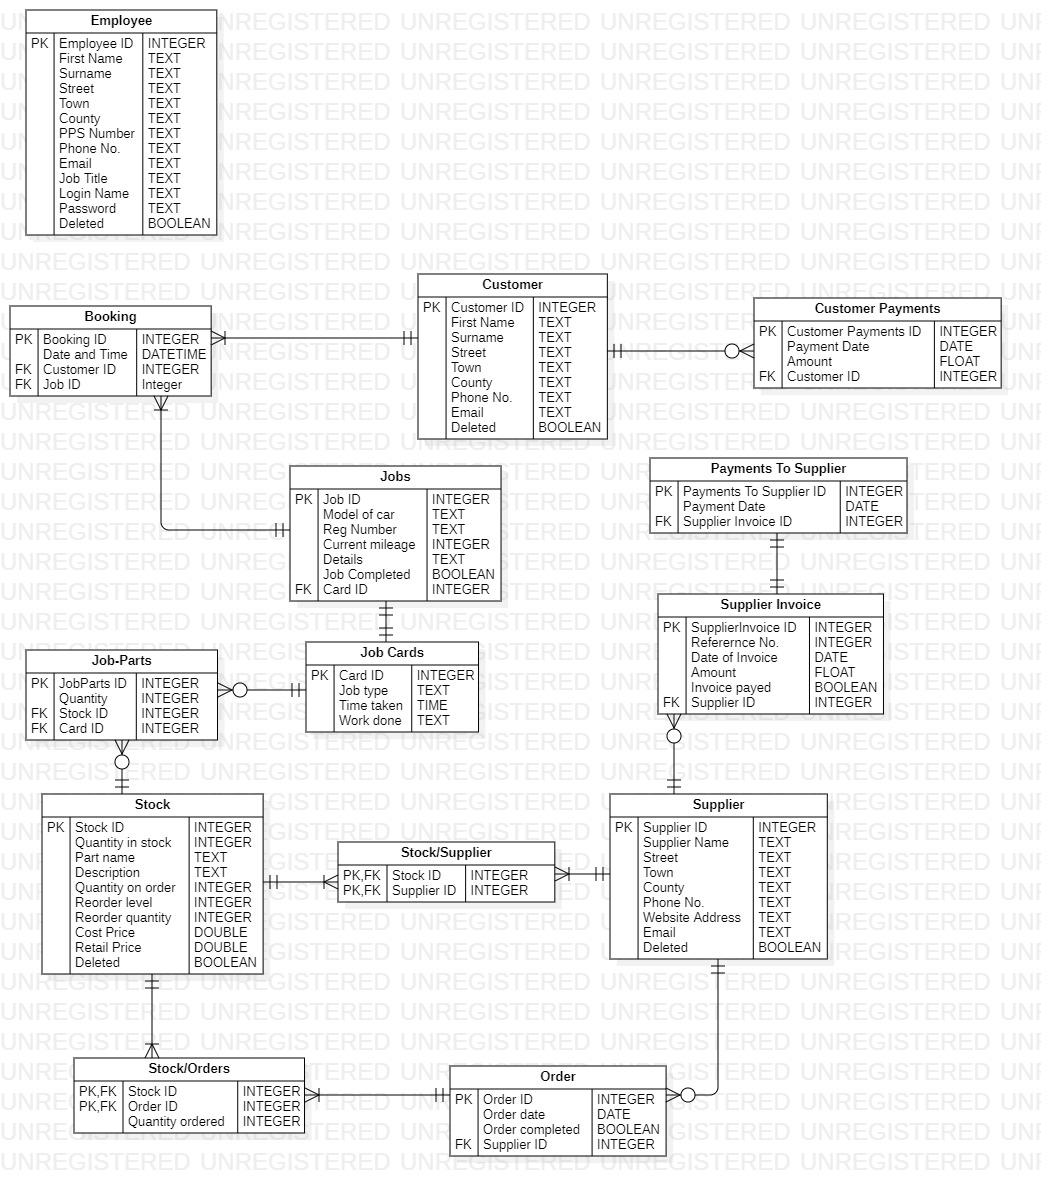 Employee
PK Employee ID INTEGER
First Name TEXT
Surname TEXT
Street TEXT
Town TEXT
County TEXT
PPS Number TEXT
Phone No. TEXT
Email TEXT
Job Title TEXT
Login Name TEXT
Password TEXT
Deleted BOOLEAN
Customer
PK Customer ID INTEGER
First Name TEXT
Surname TEXT
Street TEXT
Town TEXT
County TEXT
Phone No. TEXT
Email TEXT
Deleted BOOLEAN
Customer Payments
PK Customer Payments ID INTEGER
Payment Date DATE
Amount FLOAT
FK Customer ID INTEGER
Booking
PK Booking ID INTEGER
Date and Time DATETIME
FK Customer ID INTEGER
FK Job ID Integer
Jobs
PK Job ID INTEGER
Model of car TEXT
Reg Number TEXT
Current mileage INTEGER
Details TEXT
Job Completed BOOLEAN
FK Card ID INTEGER
Payments To Supplier
PK Payments To Supplier ID INTEGER
Payment Date DATE
FK Supplier Invoice ID INTEGER
Supplier Invoice
PK SupplierInvoice ID INTEGER
Referernce No. INTEGER
Date of Invoice DATE
Amount FLOAT
Invoice payed BOOLEAN
FK Supplier ID INTEGER
Job Cards
PK Card ID INTEGER
Job type TEXT
Time taken TIME
Work done TEXT
Job-Parts
PK JobParts ID INTEGER
Quantity INTEGER
FK Stock ID INTEGER
FK Card ID INTEGER
Stock
PK Stock ID INTEGER
Quantity in stock INTEGER
Part name TEXT
Description TEXT
Quantity on order INTEGER
Reorder level INTEGER
Reorder quantity INTEGER
Cost Price DOUBLE
Retail Price DOUBLE
Deleted BOOLEAN
Stock/Supplier
PK,FK Stock ID INTEGER
PK,FK Supplier ID INTEGER
Supplier
PK Supplier ID INTEGER
Supplier Name TEXT
Street TEXT
Town TEXT
County TEXT
Phone No. TEXT
Website Address TEXT
Email TEXT
Deleted BOOLEAN
Stock/Orders
PK,FK Stock ID INTEGER
PK,FK Order ID INTEGER
Quantity ordered INTEGER
Order
PK Order ID INTEGER
Order date DATE
Order completed BOOLEAN
FK Supplier ID INTEGER
UNREGISTERED